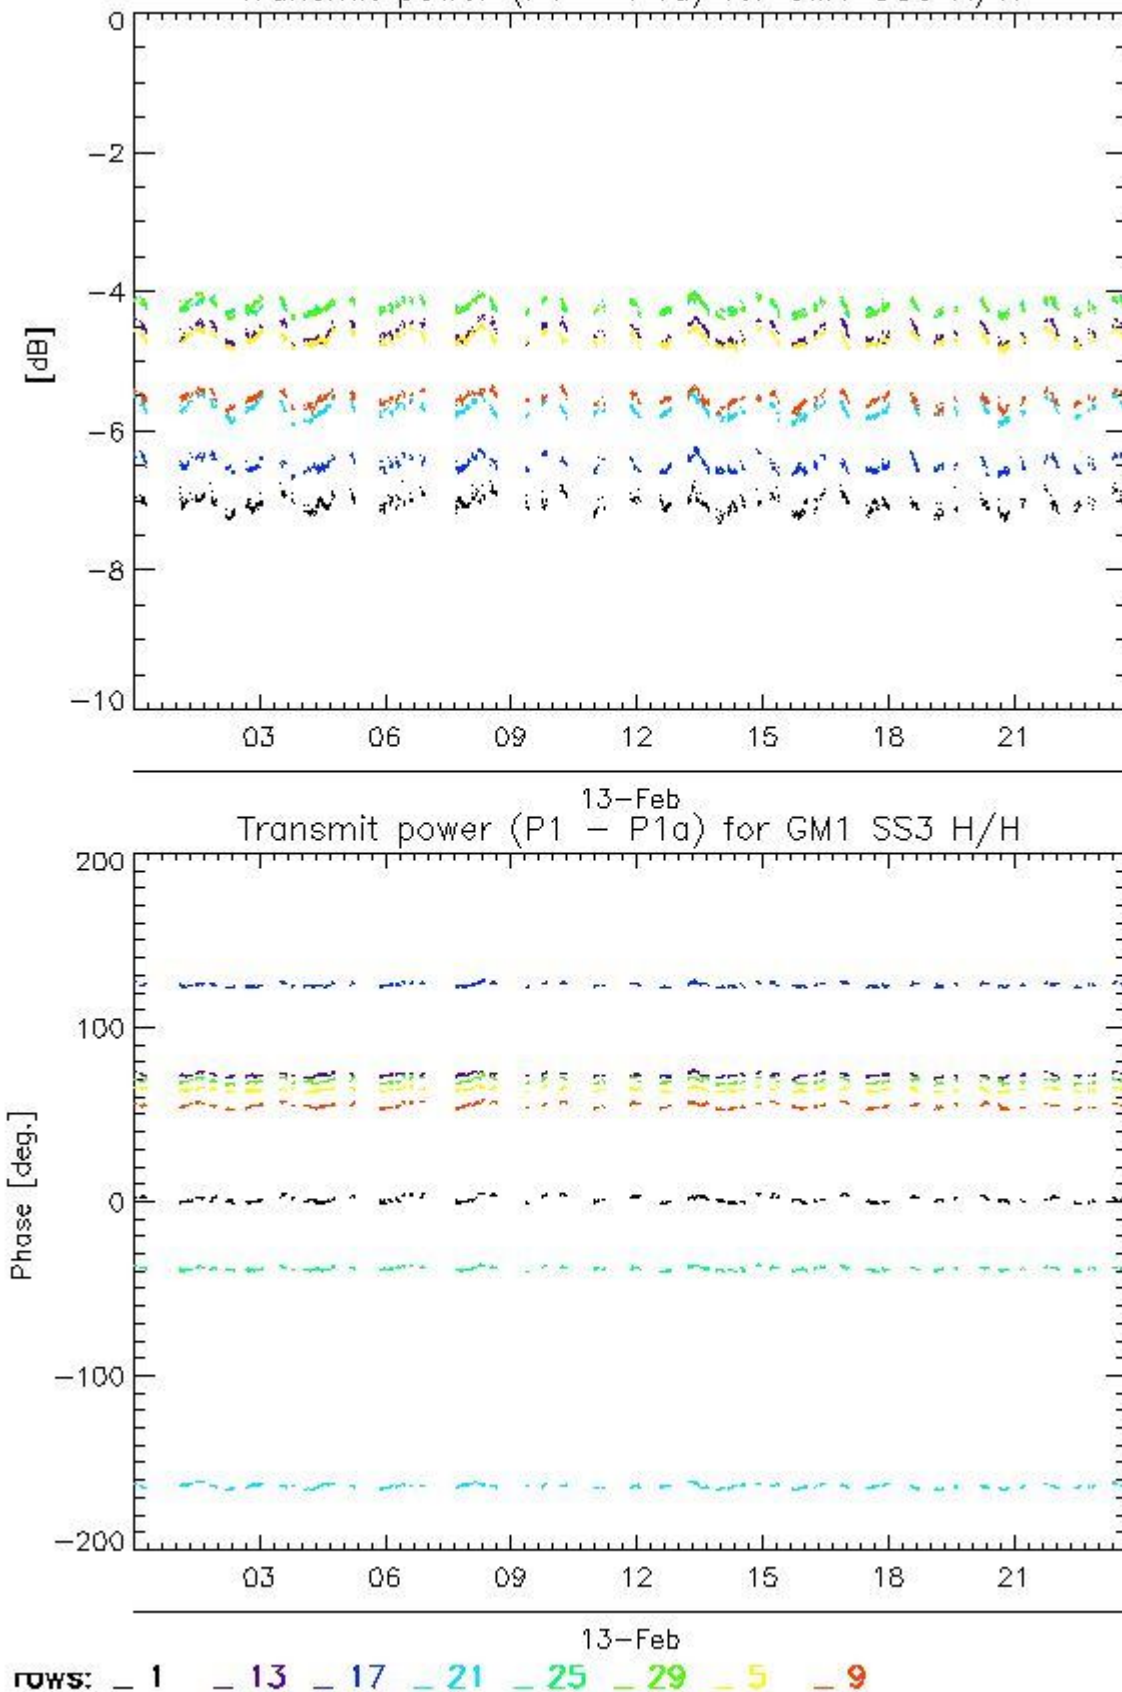 0
-2
-4
-6
-8
-10
[dB]
03 06 09 12 15 18 21
13-Feb
Transmit power (P1 - P1a) for GM1 SS3 H/H
200
100
0
-100
-200
Phase [deg.]
03 06 09 12 15 18 21
13-Feb
rows: _ 1 _ 13 _ 17 _ 21 _ 25 _ 29 _ 5 _ 9